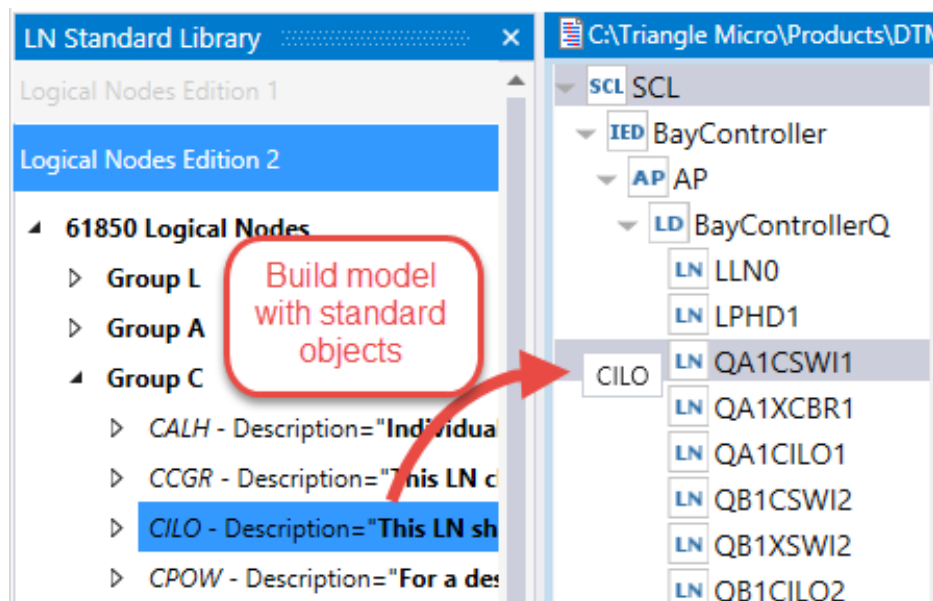 LN Standard Library
Logical Nodes Edition 1
Logical Nodes Edition 2
61850 Logical Nodes
Group L
Group A
Group C
CALH - Description="Individual
CCGR - Description="This LN cl
CILO - Description="This LN sh
CPOW - Description="For a des
Build model
with standard
objects
C:\Triangle Micro\Products\DTM
SCL SCL
IED BayController
AP AP
LD BayControllerQ
LN LLN0
LN LPHD1
CILO
LN QA1CSWI1
LN QA1XCBR1
LN QA1CILO1
LN QB1CSWI2
LN QB1XSWI2
LN QB1CILO2